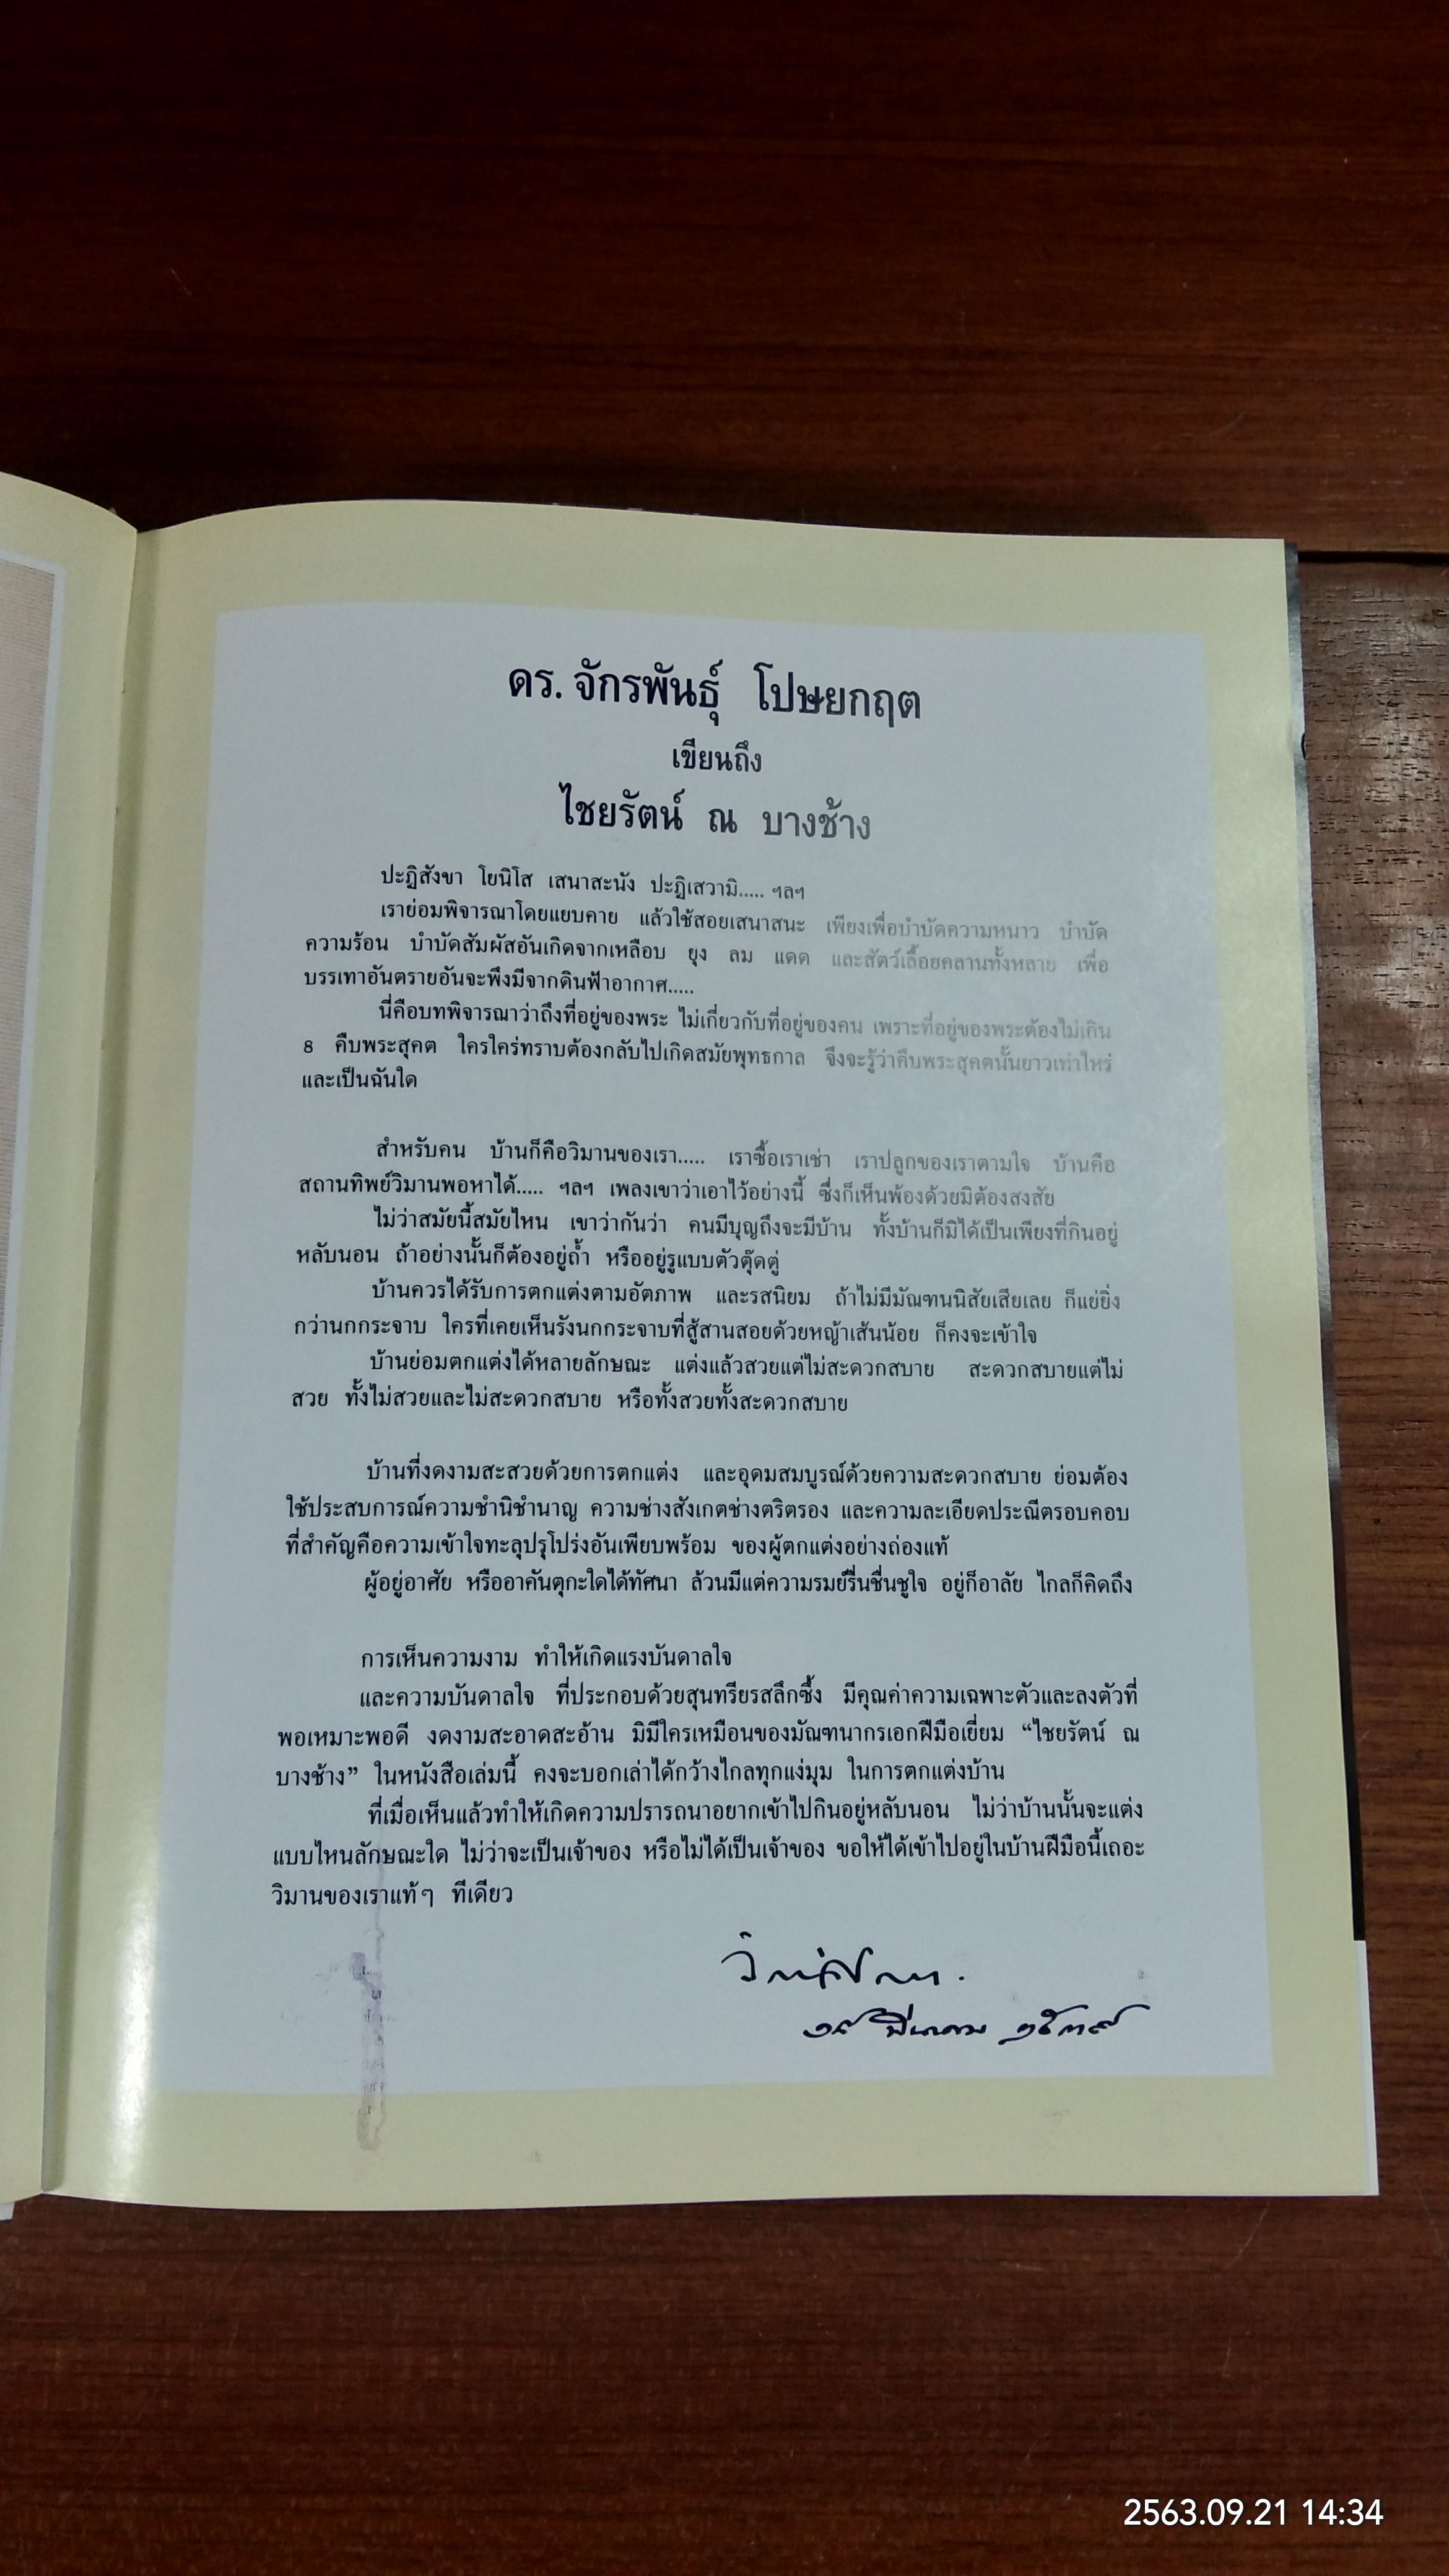 ดร. จักรพันธุ์ โปษยกฤต
เขียนถึง
ไชยรัตน์ ณ บางช้าง
ปะฏิสังขา โยนิโส เสนาสะนัง ปะฏิเสวามิ..... ฯลฯ
เราย่อมพิจารณาโดยแยบคาย แล้วใช้สอยเสนาสนะ เพียงเพื่อบำบัดความหนาว บำบัด
ความร้อน บำบัดสัมผัสอันเกิดจากเหลือบ ยุง ลม แดด และสัตว์เลื้อยคลานทั้งหลาย เพื่อ
บรรเทาอันตรายอันจะพึงมีจากดินฟ้าอากาศ.....
นี่คือบทพิจารณาว่าถึงที่อยู่ของพระ ไม่เกี่ยวกับที่อยู่ของคน เพราะที่อยู่ของพระต้องไม่เกิน
8 คืบพระสุคต ใครใคร่ทราบต้องกลับไปเกิดสมัยพุทธกาล จึงจะรู้ว่าคืบพระสุคตนั้นยาวเท่าไหร่
และเป็นฉันใด
สำหรับคน บ้านก็คือวิมานของเรา..... เราซื้อเราเช่า เราปลูกของเราตามใจ บ้านคือ
สถานทิพย์วิมานพอหาได้..... ฯลฯ เพลงเขาว่าเอาไว้อย่างนี้ ซึ่งก็เห็นพ้องด้วยมิต้องสงสัย
ไม่ว่าสมัยนี้สมัยไหน เขาว่ากันว่า คนมีบุญถึงจะมีบ้าน ทั้งบ้านก็มิได้เป็นเพียงที่กินอยู่
หลับนอน ถ้าอย่างนั้นก็ต้องอยู่ถ้ำ หรืออยู่รูแบบตัวตุ๊ดตู่
บ้านควรได้รับการตกแต่งตามอัตภาพ และรสนิยม ถ้าไม่มีมัณฑนนิสัยเสียเลย ก็แย่ยิ่ง
กว่านกกระจาบ ใครที่เคยเห็นรังนกกระจาบที่สู้สานสอยด้วยหญ้าเส้นน้อย ก็คงจะเข้าใจ
บ้านย่อมตกแต่งได้หลายลักษณะ แต่งแล้วสวยแต่ไม่สะดวกสบาย สะดวกสบายแต่ไม่
สวย ทั้งไม่สวยและไม่สะดวกสบาย หรือทั้งสวยทั้งสะดวกสบาย
บ้านที่งดงามสะสวยด้วยการตกแต่ง และอุดมสมบูรณ์ด้วยความสะดวกสบาย ย่อมต้อง
ใช้ประสบการณ์ความชำนิชำนาญ ความช่างสังเกตช่างตริตรอง และความละเอียดประณีตรอบคอบ
ที่สำคัญคือความเข้าใจทะลุปรุโปร่งอันเพียบพร้อม ของผู้ตกแต่งอย่างถ่องแท้
ผู้อยู่อาศัย หรืออาคันตุกะใดได้ทัศนา ล้วนมีแต่ความรมย์รื่นชื่นชูใจ อยู่ก็อาลัย ไกลก็คิดถึง
การเห็นความงาม ทำให้เกิดแรงบันดาลใจ
และความบันดาลใจ ที่ประกอบด้วยสุนทรียรสลึกซึ้ง มีคุณค่าความเฉพาะตัวและลงตัวที่
พอเหมาะพอดี งดงามสะอาดสะอ้าน มิมีใครเหมือนของมัณฑนากรเอกฝีมือเยี่ยม “ไชยรัตน์ ณ
บางช้าง” ในหนังสือเล่มนี้ คงจะบอกเล่าได้กว้างไกลทุกแง่มุม ในการตกแต่งบ้าน
ที่เมื่อเห็นแล้วทำให้เกิดความปรารถนาอยากเข้าไปกินอยู่หลับนอน ไม่ว่าบ้านนั้นจะแต่ง
แบบไหนลักษณะใด ไม่ว่าจะเป็นเจ้าของ หรือไม่ได้เป็นเจ้าของ ขอให้ได้เข้าไปอยู่ในบ้านฝีมือนี้เถอะ
วิมานของเราแท้ๆ ทีเดียว
2563.09.21 14:34